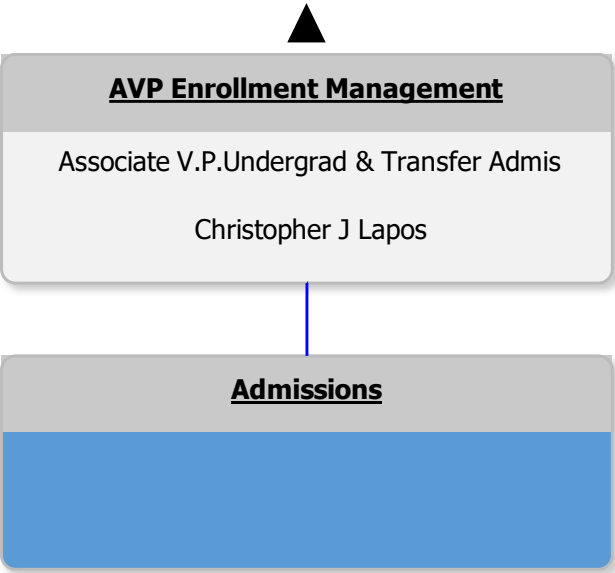 AVP Enrollment Management
Associate V.P.Undergrad & Transfer Admis
Christopher J Lapos
Admissions